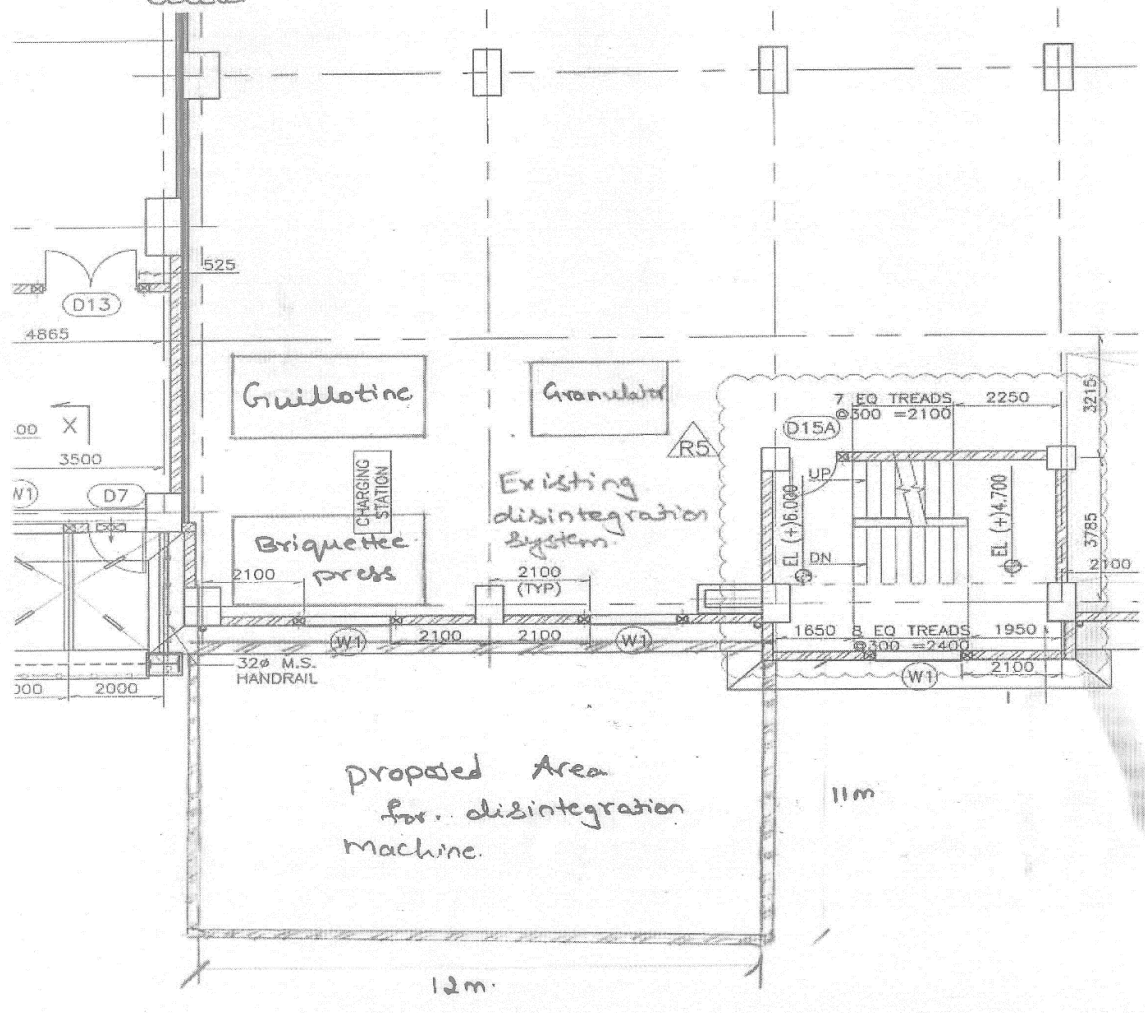 525
D13
4865
Guillotine
Granulator
7 EQ TREADS
@300 =2100
2250
3215
D15A
R5
00
X
3500
W1
D7
CHARGING
STATION
Existing
disintegration
system.
UP
DN
EL (+)6.000
EL (+)4.700
3785
Briquettee
press
2100
2100
(TYP)
2100
W1
2100
2100
W1
1650
8 EQ TREADS
@300 =2400
1950
2100
W1
32ø M.S.
HANDRAIL
000
2000
proposed Area
for. disintegration
Machine.
11m
12m.